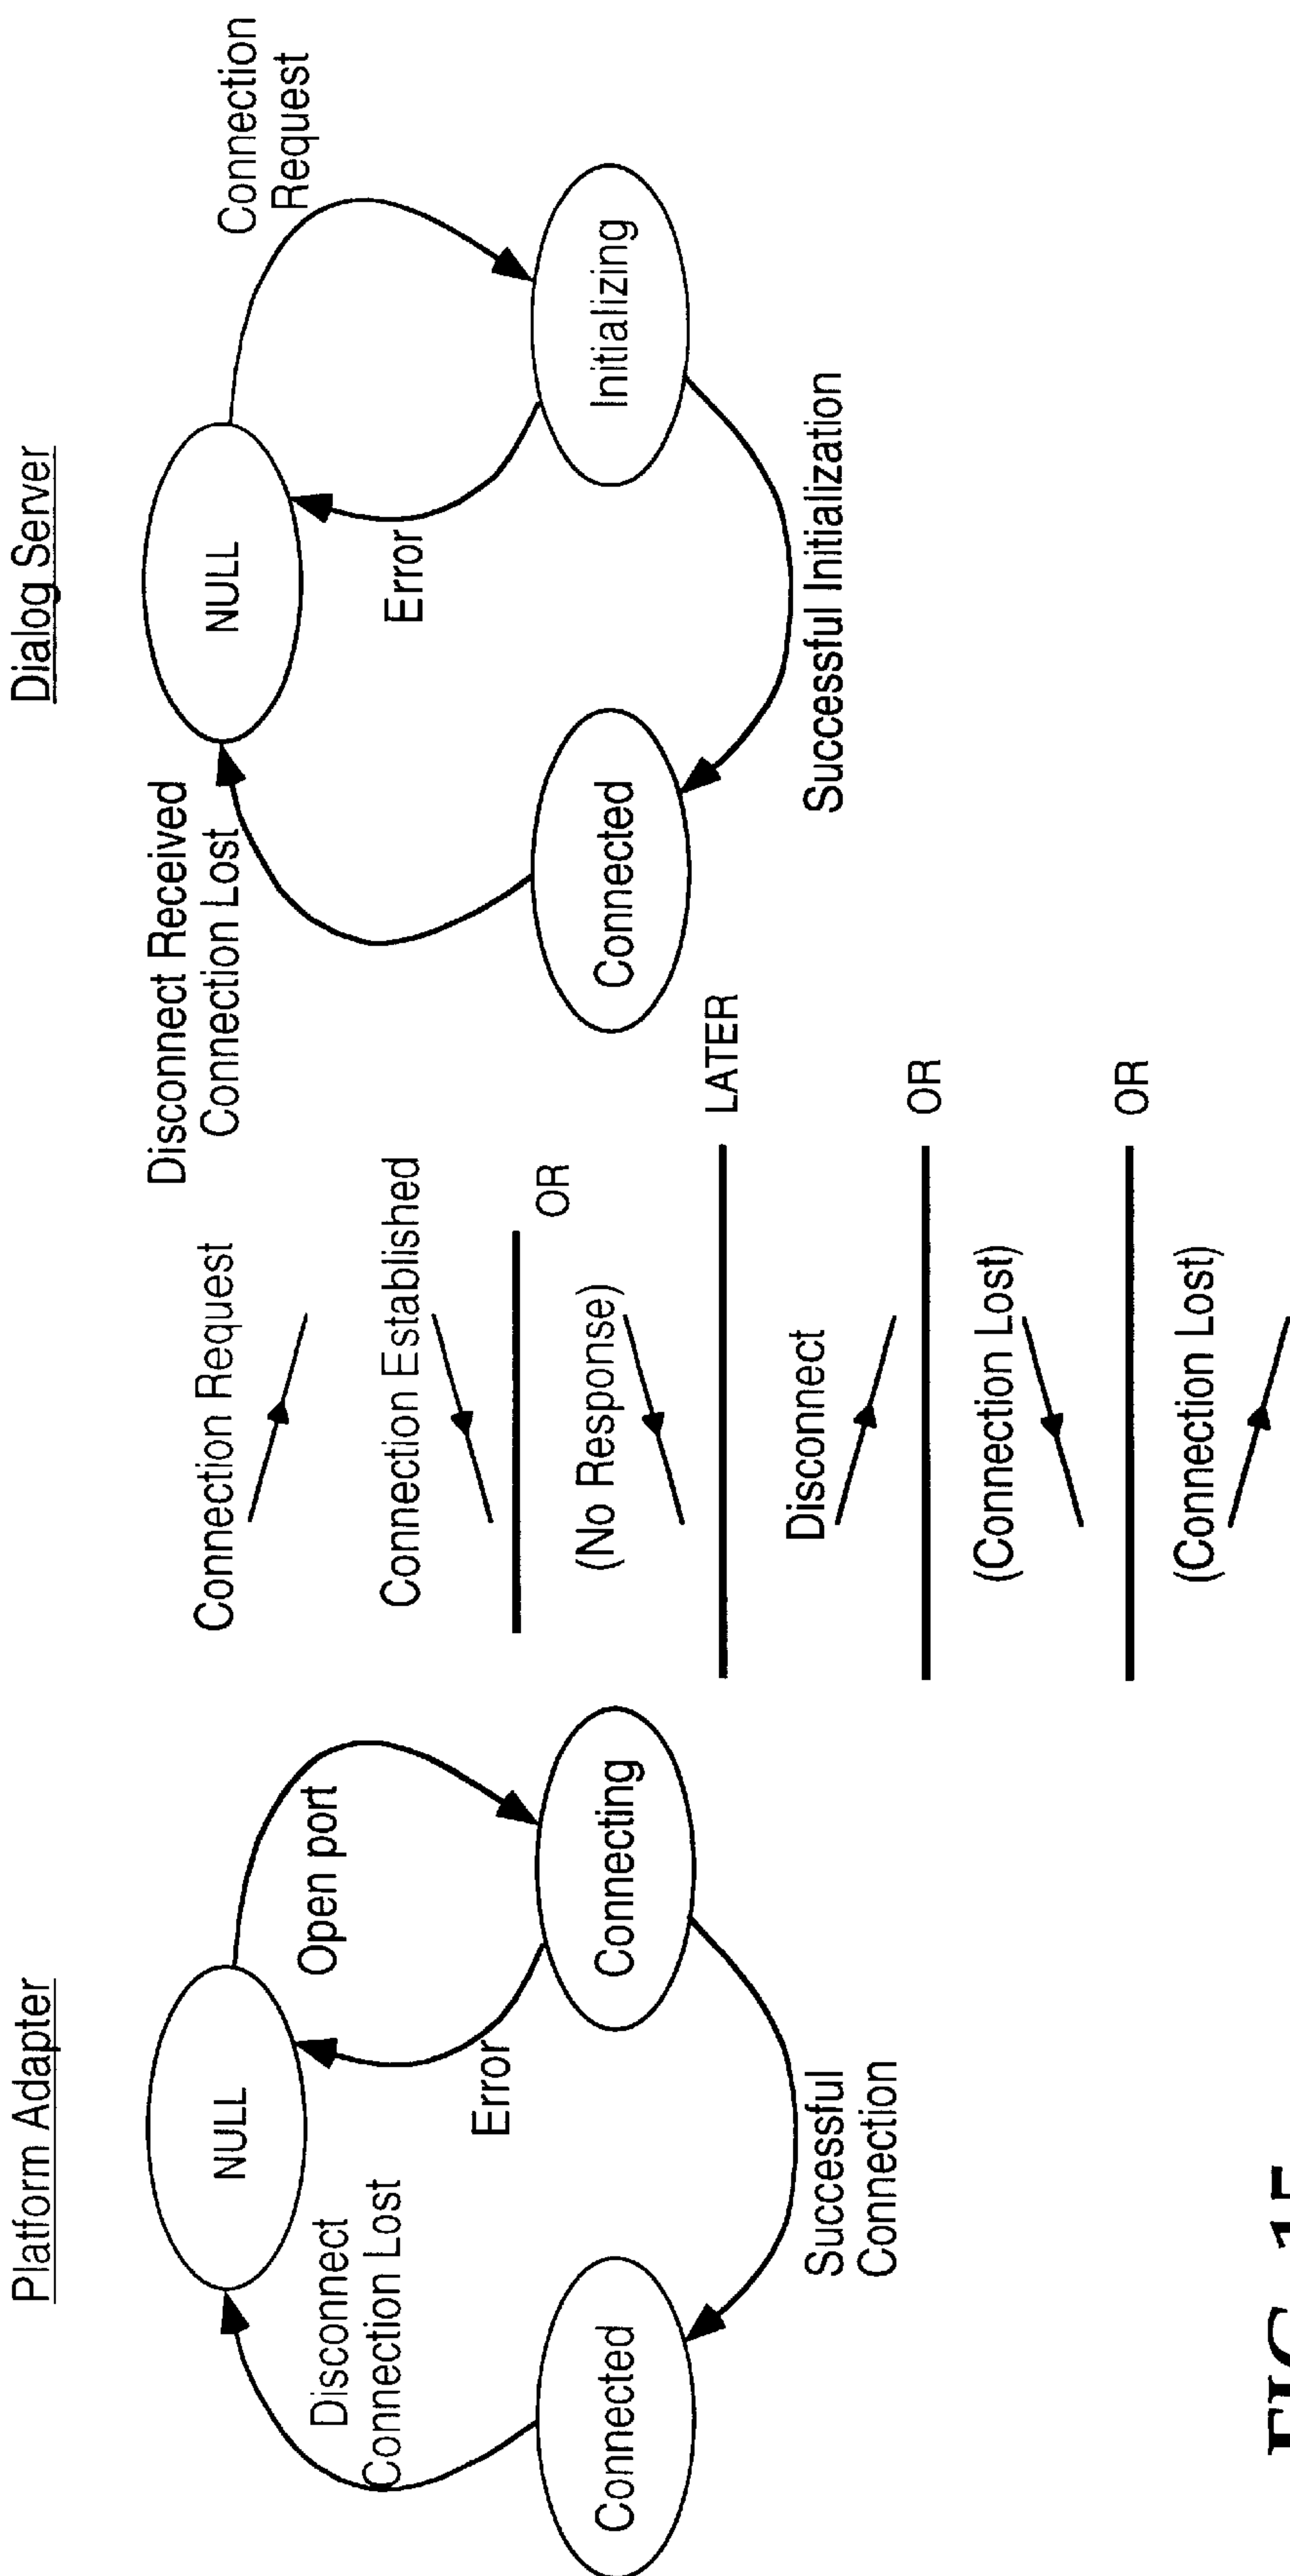 Platform Adapter
NULL
Open port
Disconnect
Connection Lost
Error
Connected
Connecting
Successful
Connection
Connection Request
Connection Established
OR
(No Response)
LATER
Disconnect
OR
(Connection Lost)
OR
(Connection Lost)
Dialog Server
Disconnect Received
Connection Lost
NULL
Connection
Request
Error
Connected
Initializing
Successful Initialization
FIG. 15